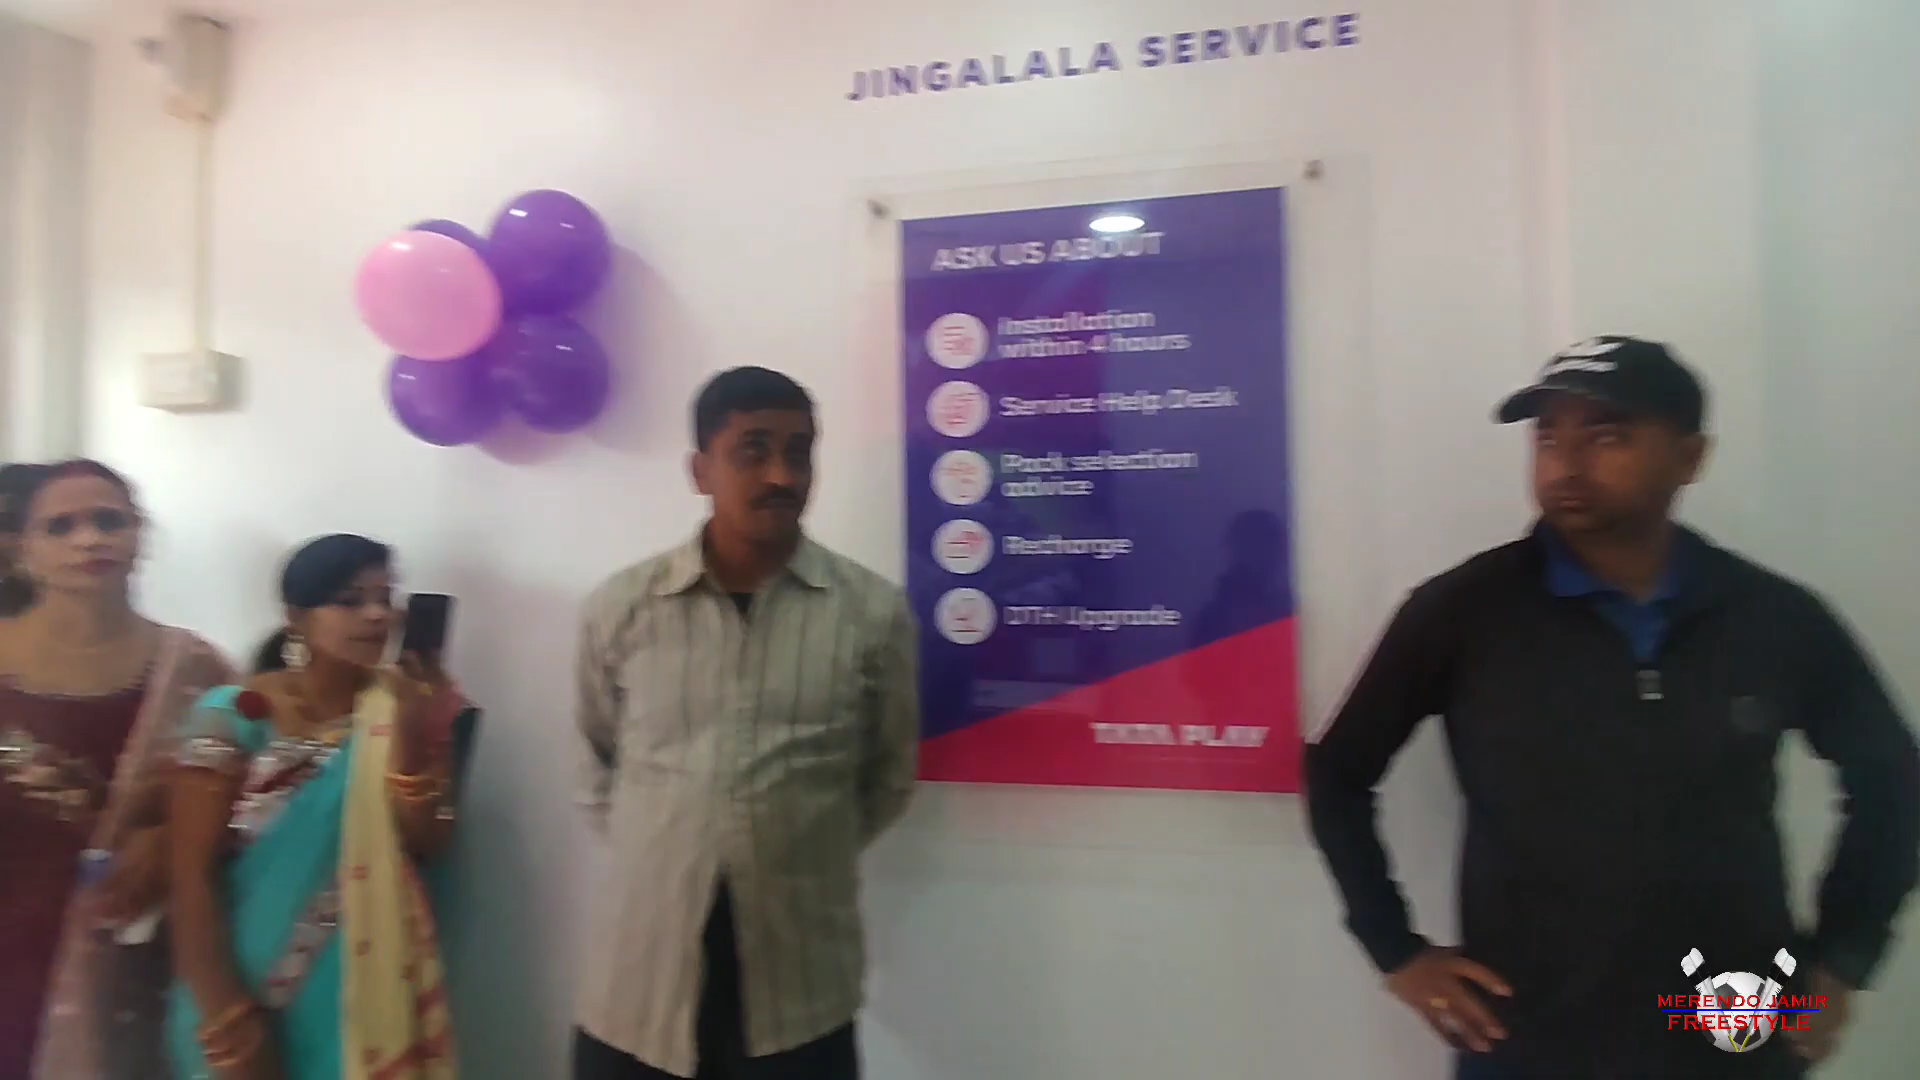 JINGALALA SERVICE
ASK US ABOUT
Installation
within 4 hours
Service Help Desk
Pack selection
advice
Recharge
DTH Upgrade
TATA PLAY
MERENDO JAMIR
FREESTYLE